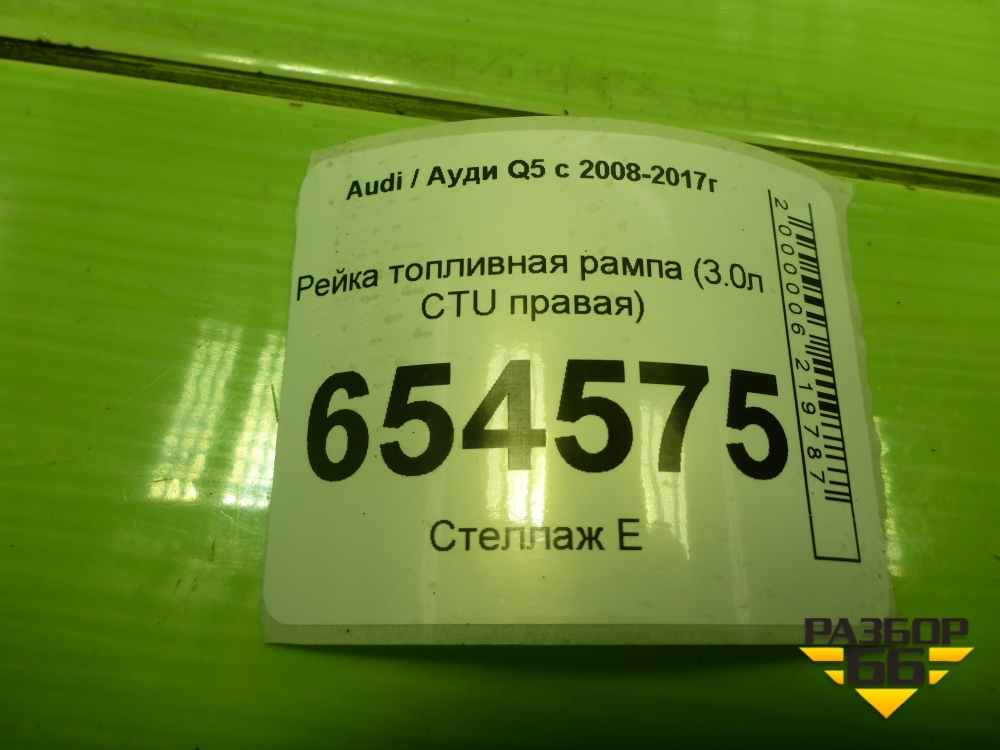 Audi / Ауди Q5 с 2008-2017г
Рейка топливная рампа (3.0л
CTU правая)
654575
Стеллаж Е
2000006219787
РАЗБОР
66